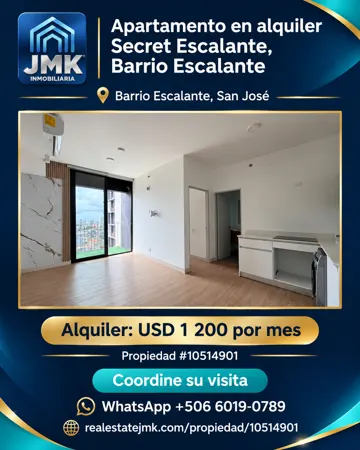 JMK
INMOBILIARIA
Apartamento en alquiler
Secret Escalante,
Barrio Escalante
Barrio Escalante, San José
Alquiler: USD 1 200 por mes
Propiedad #10514901
Coordine su visita
WhatsApp +506 6019-0789
realestatejmk.com/propiedad/10514901